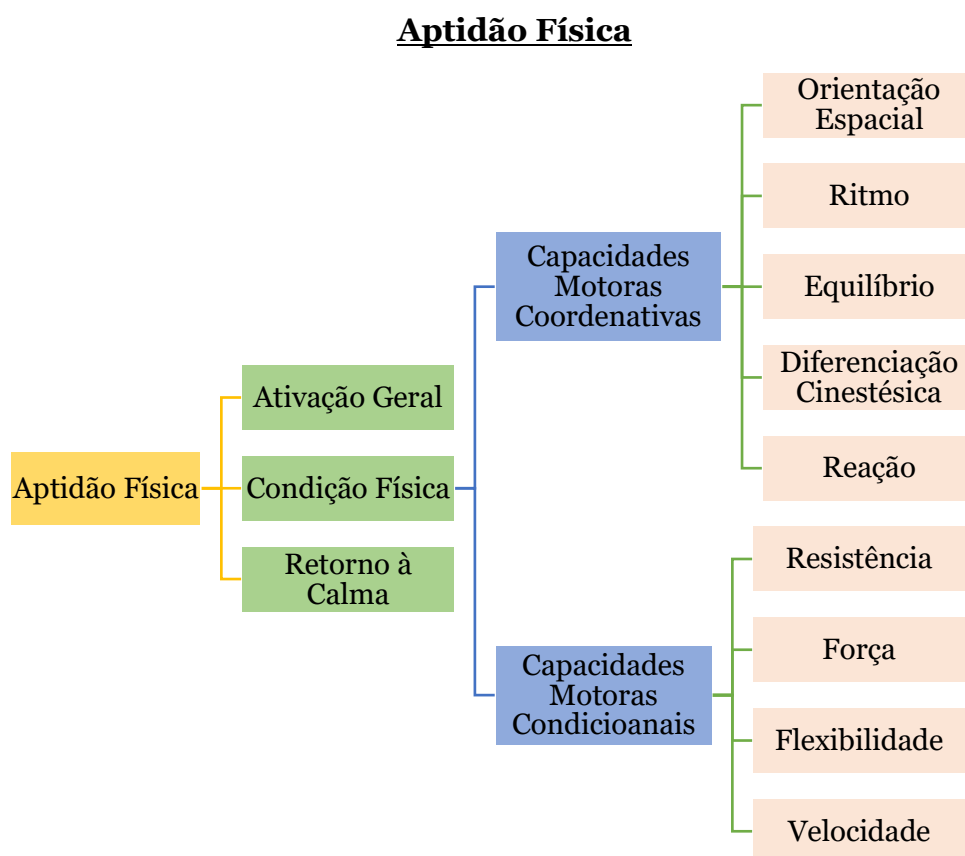 Aptidão Física
Orientação
Espacial
Ritmo
Capacidades
Motoras
Coordenativas
Equilíbrio
Diferenciação
Cinestésica
Ativação Geral
Reação
Aptidão Física
Condição Física
Retorno à
Calma
Resistência
Força
Capacidades
Motoras
Condicioanais
Flexibilidade
Velocidade